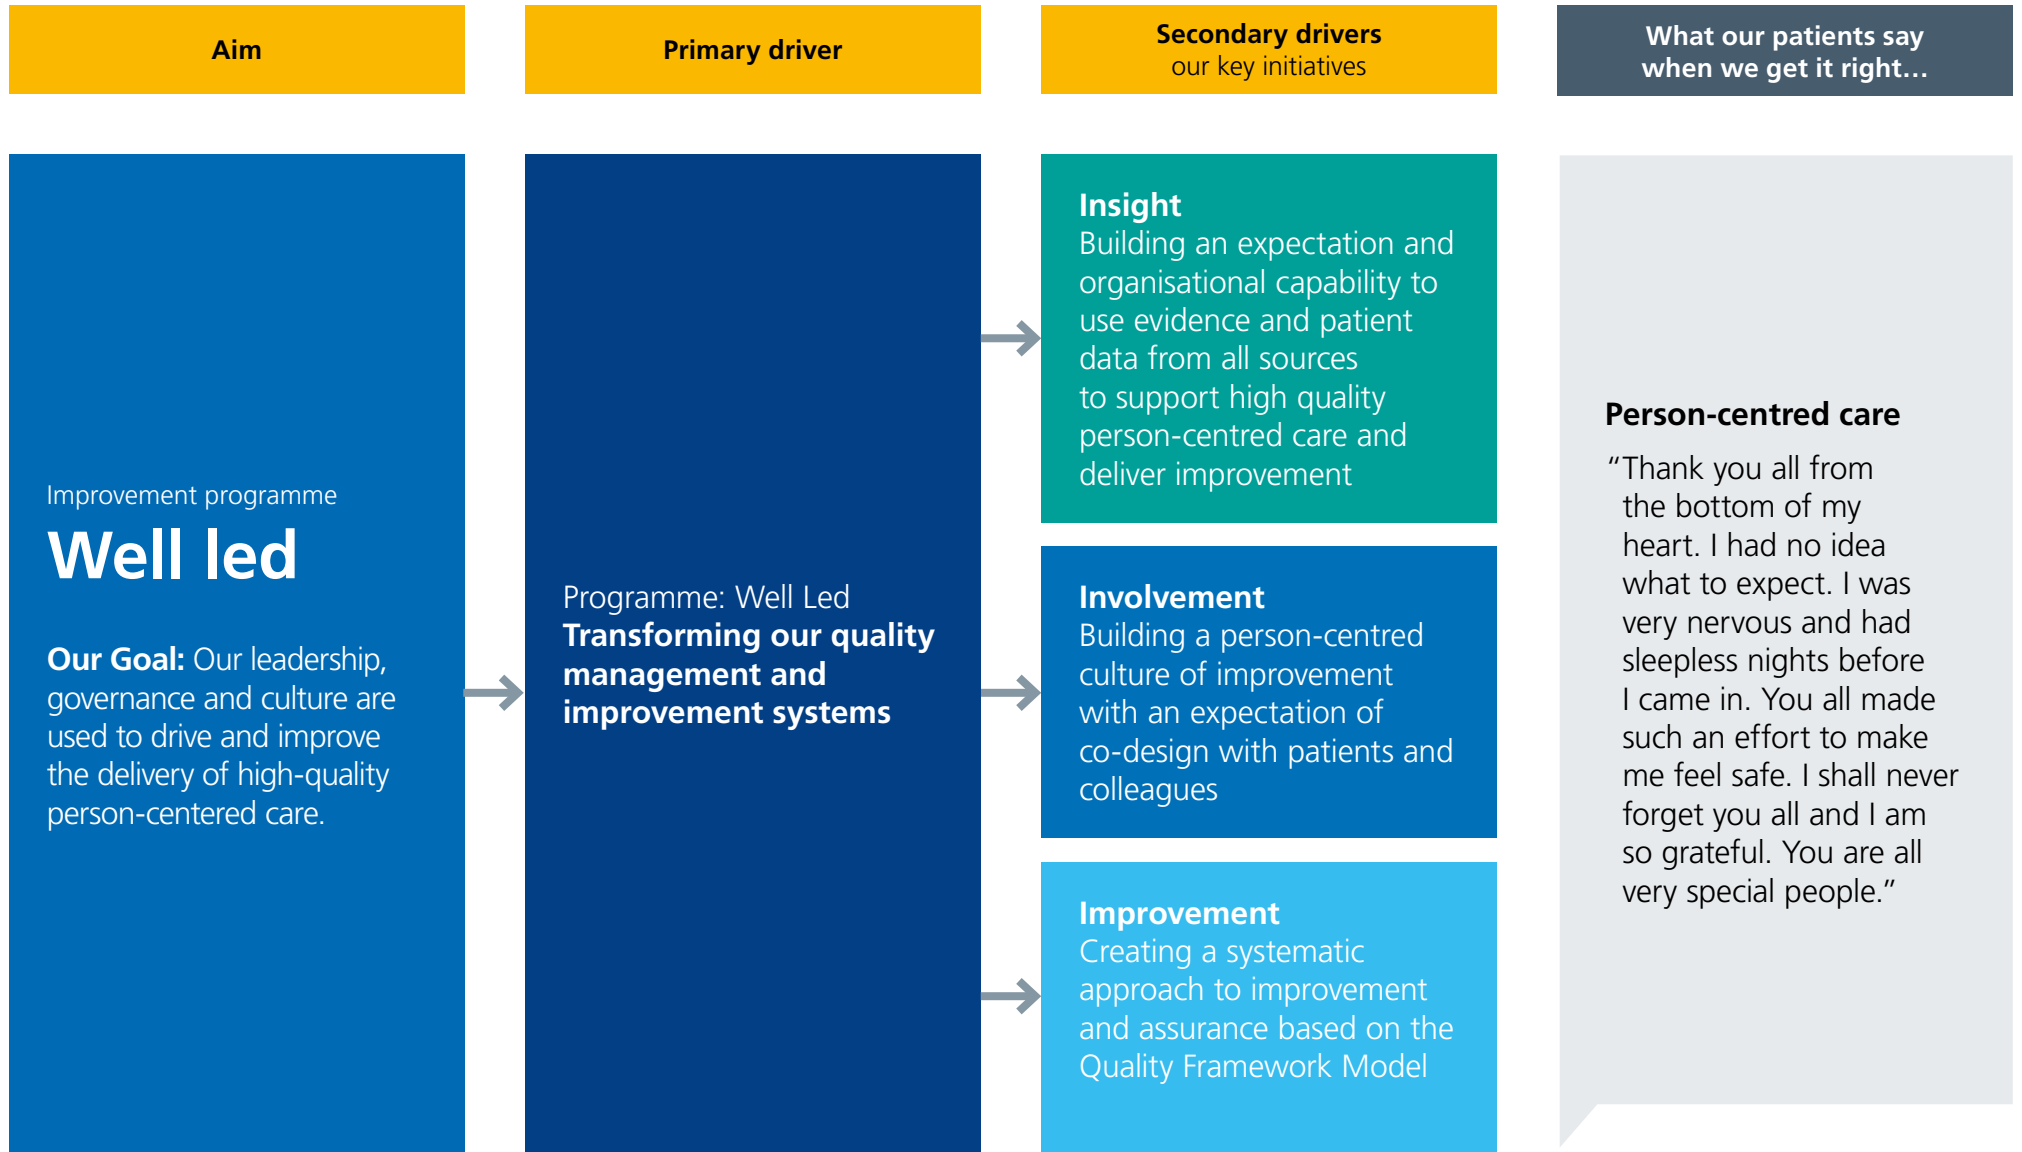 Aim
Primary driver
Secondary drivers
our key initiatives
What our patients say
when we get it right...
Improvement programme
Well led
Our Goal: Our leadership,
governance and culture are
used to drive and improve
the delivery of high-quality
person-centered care.
Programme: Well Led
Transforming our quality
management and
improvement systems
Insight
Building an expectation and
organisational capability to
use evidence and patient
data from all sources
to support high quality
person-centred care and
deliver improvement
Involvement
Building a person-centred
culture of improvement
with an expectation of
co-design with patients and
colleagues
Improvement
Creating a systematic
approach to improvement
and assurance based on the
Quality Framework Model
Person-centred care
“Thank you all from
the bottom of my
heart. I had no idea
what to expect. I was
very nervous and had
sleepless nights before
I came in. You all made
such an effort to make
me feel safe. I shall never
forget you all and I am
so grateful. You are all
very special people.”